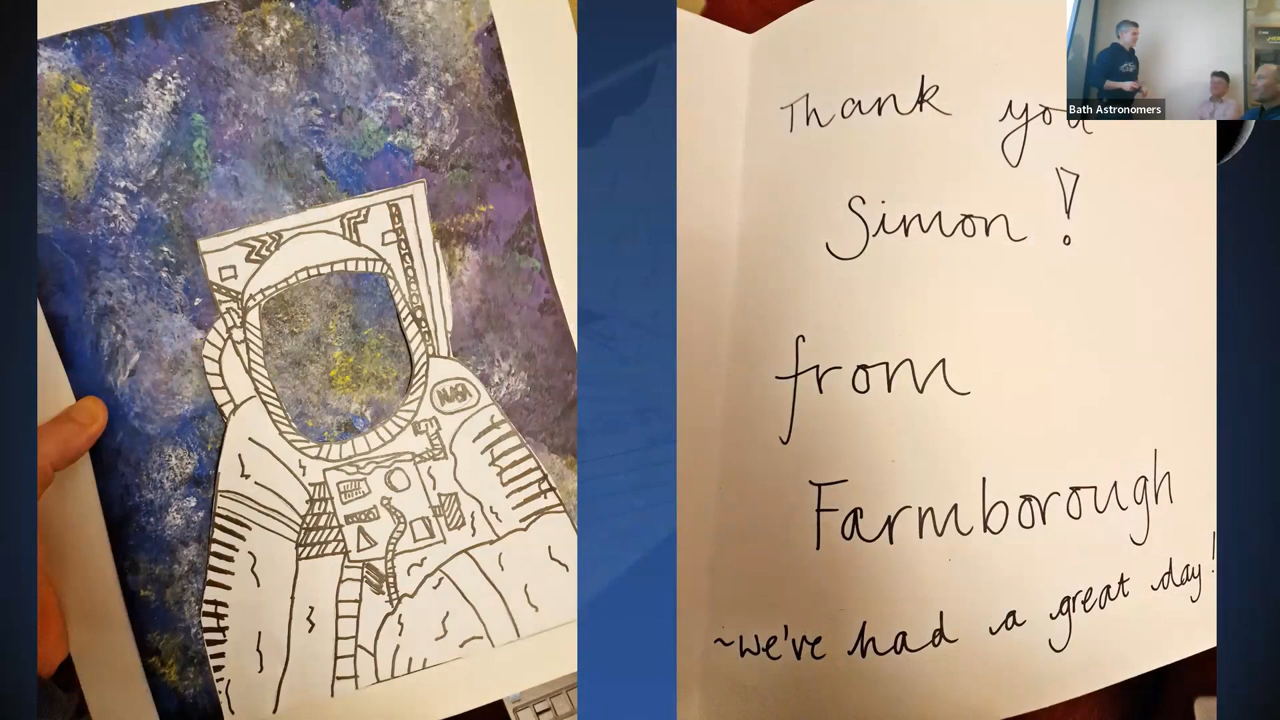 NASA
Thank you
Simon!
from
Farmborough
~we've had a great day!
Bath Astronomers